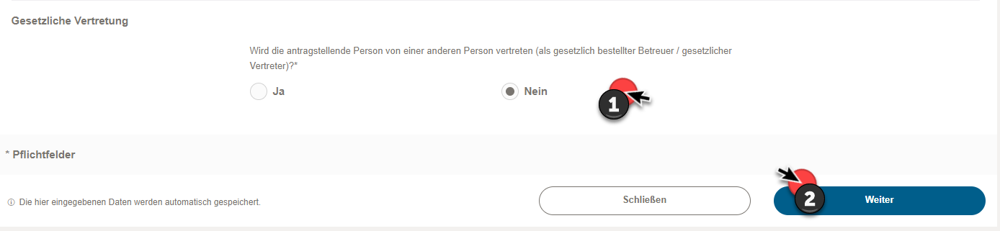 Gesetzliche Vertretung
Wird die antragstellende Person von einer anderen Person vertreten (als gesetzlich bestellter Betreuer / gesetzlicher
Vertreter)?*
Ja
Nein
1
* Pflichtfelder
ⓘ Die hier eingegebenen Daten werden automatisch gespeichert.
Schließen
2
Weiter